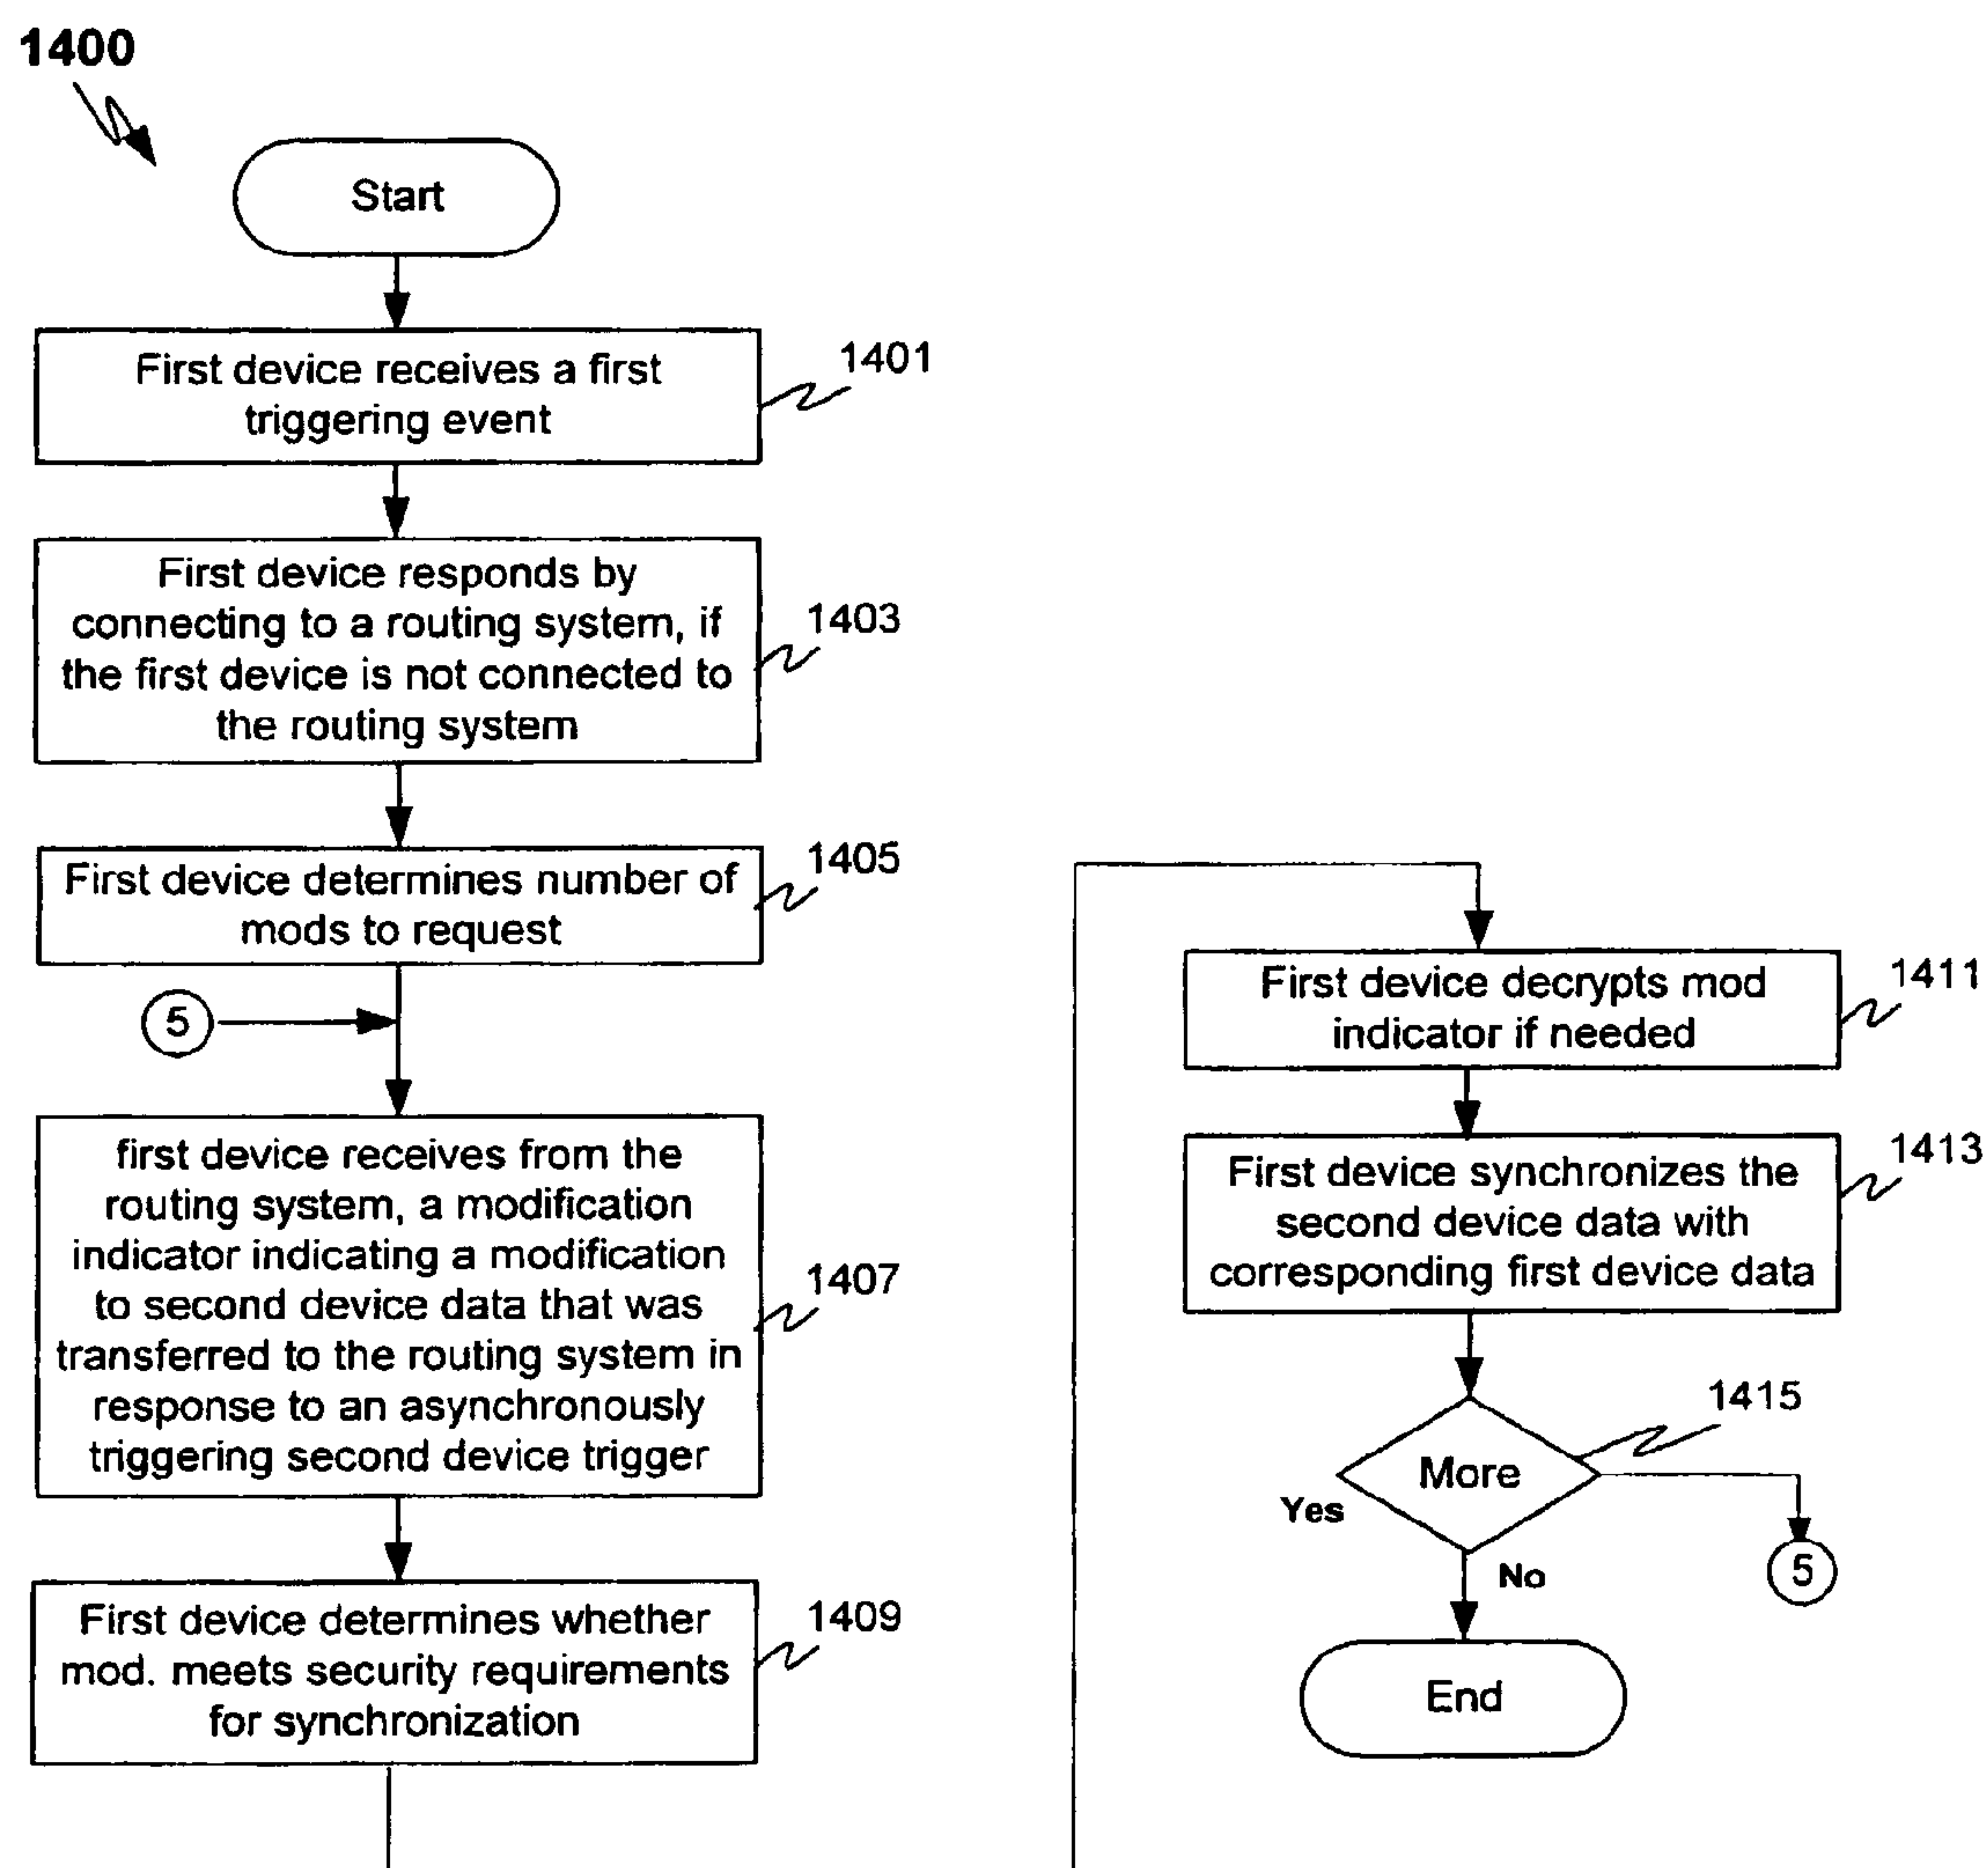 1400
Start
First device receives a first
triggering event
1401
First device responds by
connecting to a routing system, if
the first device is not connected to
the routing system
1403
First device determines number of
mods to request
1405
5
first device receives from the
routing system, a modification
indicator indicating a modification
to second device data that was
transferred to the routing system in
response to an asynchronously
triggering second device trigger
1407
First device determines whether
mod. meets security requirements
for synchronization
1409
First device decrypts mod
indicator if needed
1411
First device synchronizes the
second device data with
corresponding first device data
1413
More
1415
Yes
No
5
End